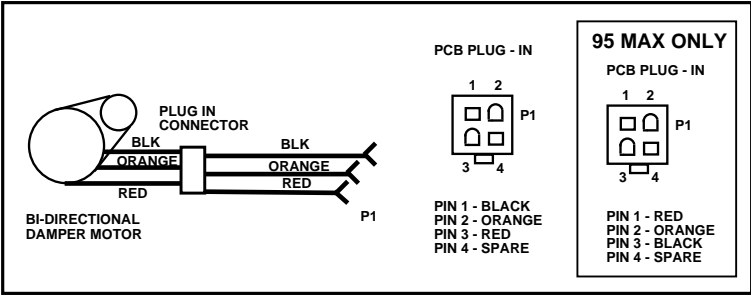 PLUG IN
CONNECTOR
BLK
ORANGE
RED
BLK
ORANGE
RED
P1
BI-DIRECTIONAL
DAMPER MOTOR
PCB PLUG - IN
1 2
P1
3 4
PIN 1 - BLACK
PIN 2 - ORANGE
PIN 3 - RED
PIN 4 - SPARE
95 MAX ONLY
PCB PLUG - IN
1 2
P1
3 4
PIN 1 - RED
PIN 2 - ORANGE
PIN 3 - BLACK
PIN 4 - SPARE